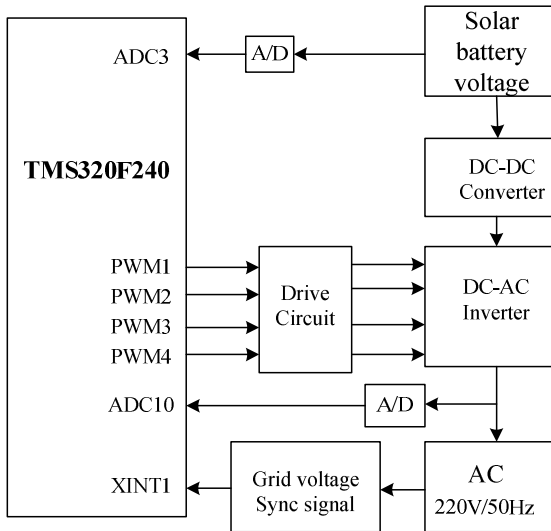 Solar
battery
voltage
ADC3
A/D
TMS320F240
DC-DC
Converter
PWM1
PWM2
PWM3
PWM4
Drive
Circuit
DC-AC
Inverter
ADC10
A/D
XINT1
Grid voltage
Sync signal
AC
220V/50Hz